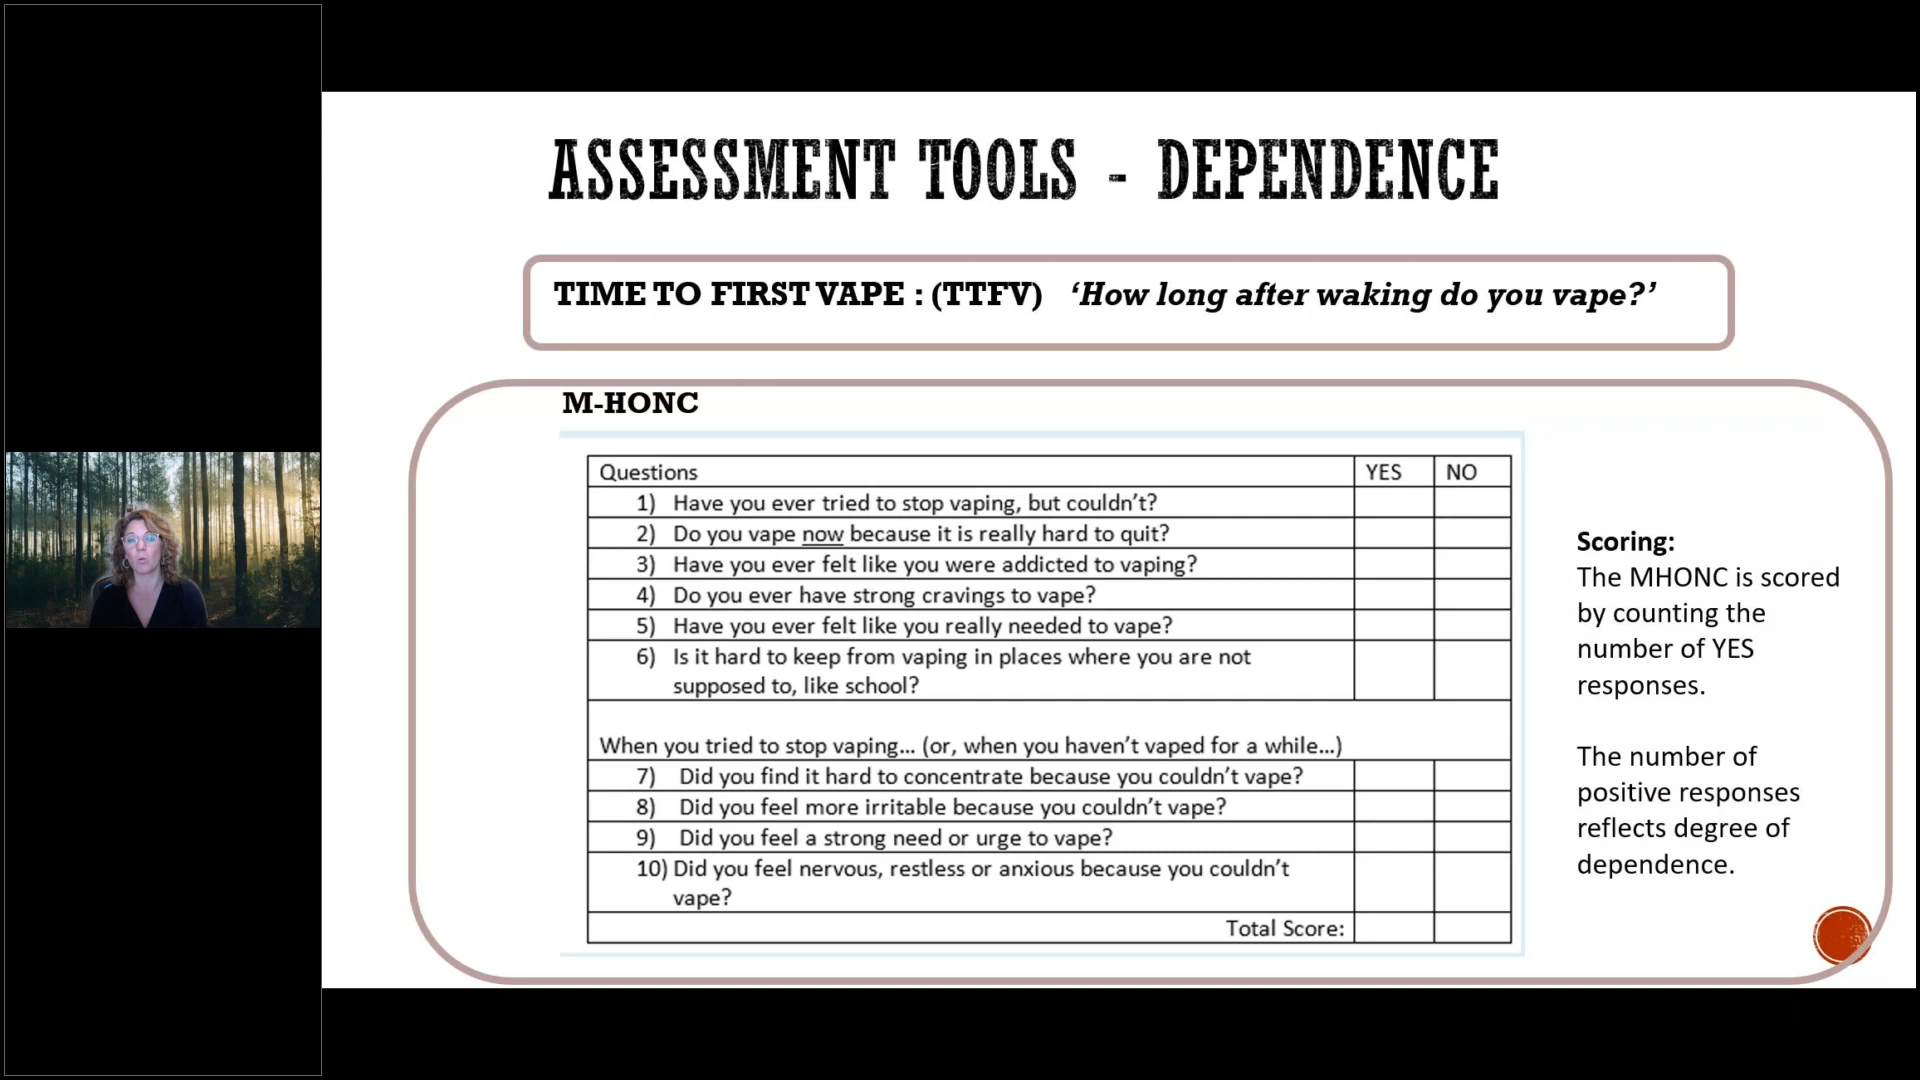 ASSESSMENT TOOLS - DEPENDENCE
TIME TO FIRST VAPE : (TTFV) ‘How long after waking do you vape?’
M-HONC
Questions YES NO
1) Have you ever tried to stop vaping, but couldn’t?
2) Do you vape now because it is really hard to quit?
3) Have you ever felt like you were addicted to vaping?
4) Do you ever have strong cravings to vape?
5) Have you ever felt like you really needed to vape?
6) Is it hard to keep from vaping in places where you are not
supposed to, like school?
When you tried to stop vaping... (or, when you haven’t vaped for a while...)
7) Did you find it hard to concentrate because you couldn’t vape?
8) Did you feel more irritable because you couldn’t vape?
9) Did you feel a strong need or urge to vape?
10) Did you feel nervous, restless or anxious because you couldn’t
vape?
Total Score:
Scoring:
The MHONC is scored
by counting the
number of YES
responses.
The number of
positive responses
reflects degree of
dependence.